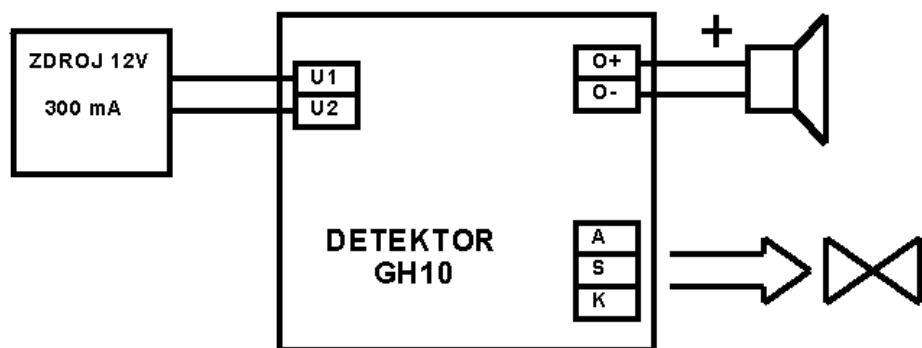 ZDROJ 12V
300 mA
U1
U2
O+
O-
+
DETEKTOR
GH10
A
S
K